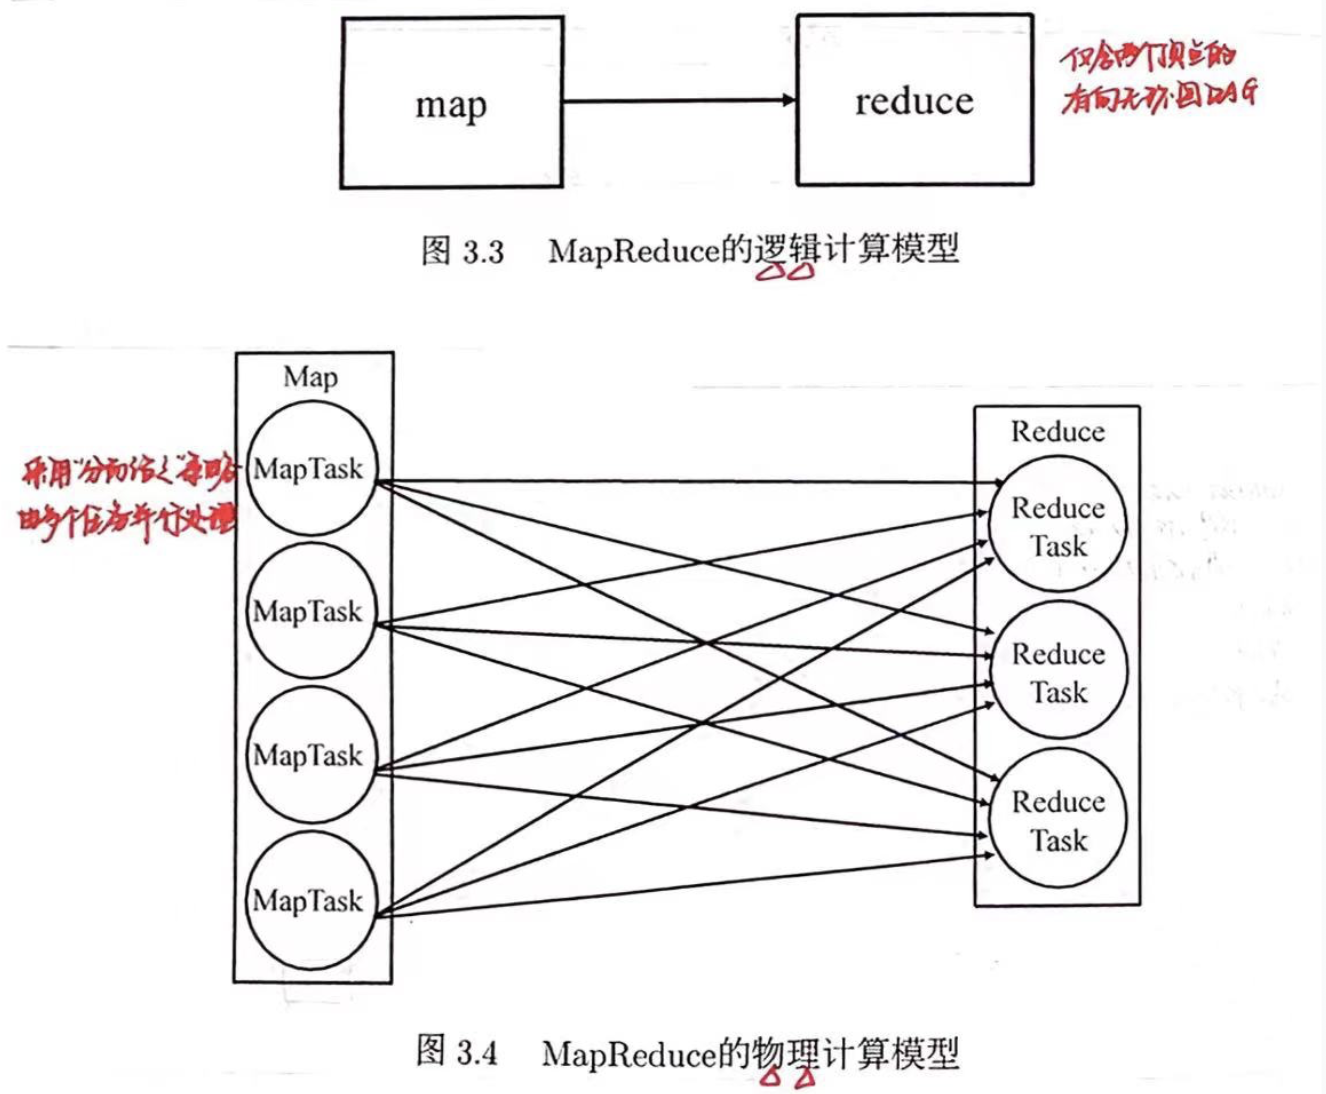 map
reduce
仅含两个顶点的
有向无环图DAG
图 3.3 MapReduce的逻辑计算模型
Map
MapTask
MapTask
MapTask
MapTask
采用“分而治之”策略
由多个任务并行处理
Reduce
Reduce
Task
Reduce
Task
Reduce
Task
图 3.4 MapReduce的物理计算模型